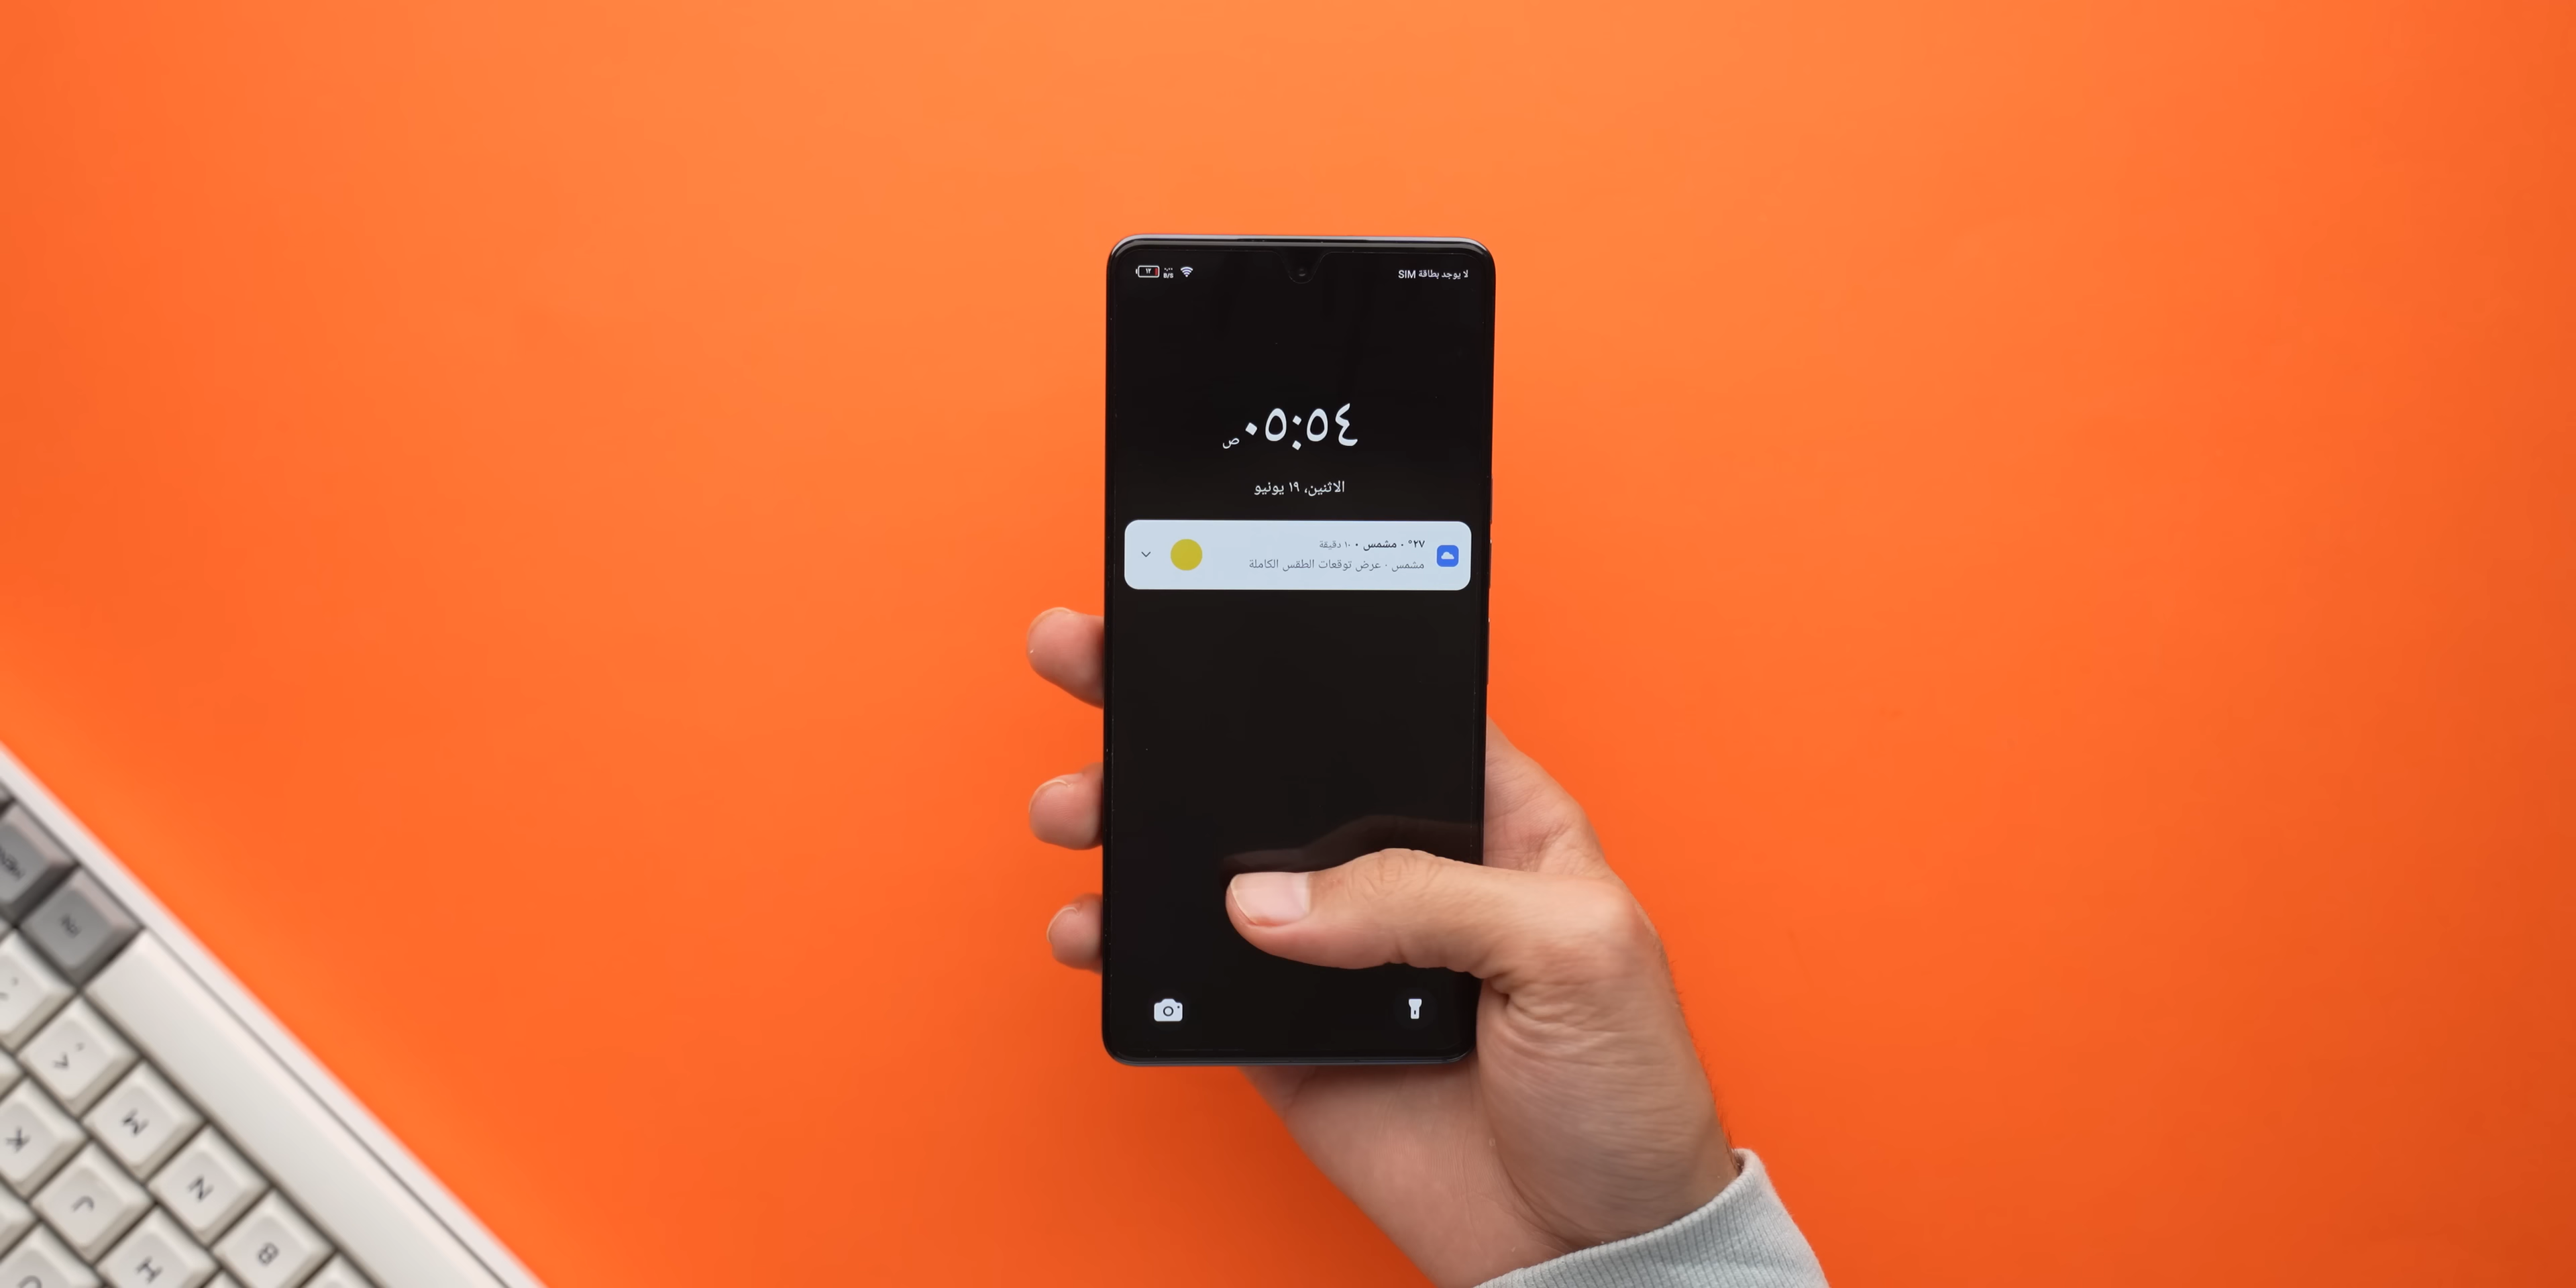 لا يوجد بطاقة SIM
٠٥:٥٤ ص
الاثنين، ١٩ يونيو
٢٧° · مشمس · ١٠ دقيقة
مشمس · عرض توقعات الطقس الكاملة
M
K
N
J
B
H